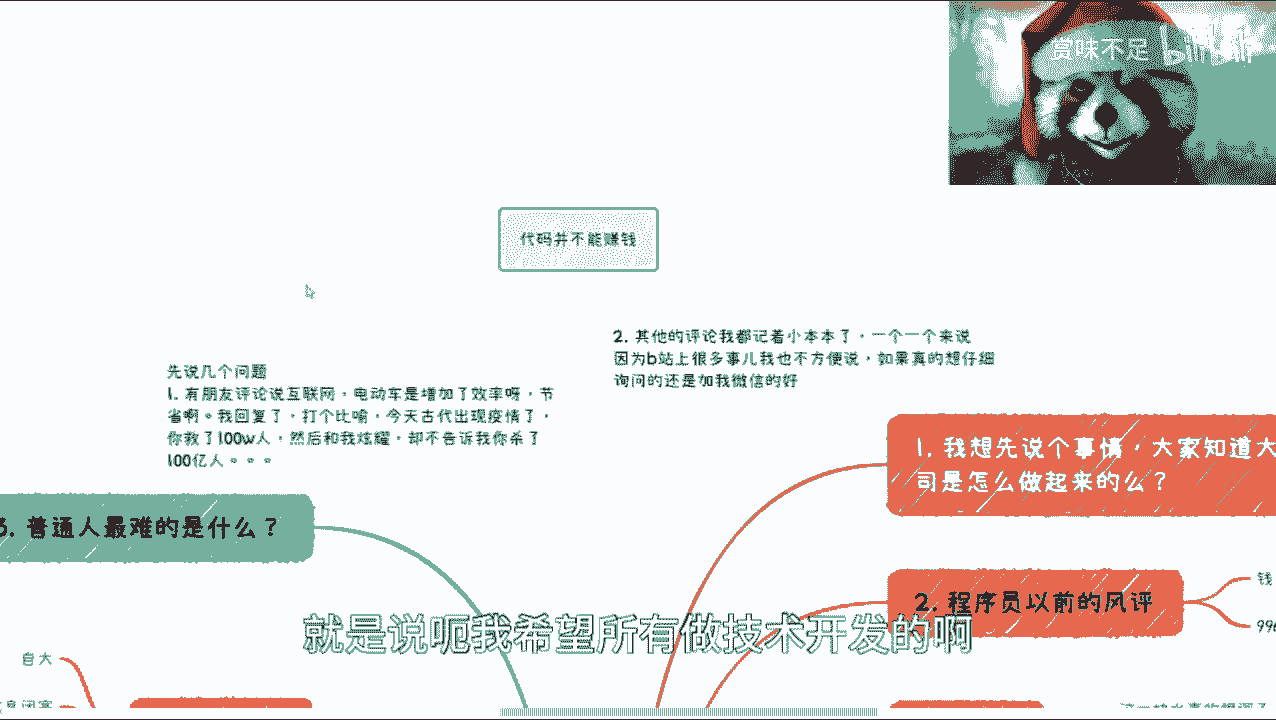 赏味不足 bilibili
代码并不能赚钱
2. 其他的评论我都记着小本本了，一个一个来说
因为b站上很多事儿我也不方便说，如果真的想仔细
询问的还是加我微信的好
先说几个问题
1. 有朋友评论说互联网，电动车是增加了效率呀，节
省啊。我回复了，打个比喻，今天古代出现疫情了，
你救了100w人，然后和我炫耀，却不告诉我你杀了
100亿人。。。
1. 我想先说个事情，大家知道大
司是怎么做起来的么？
3. 普通人最难的是什么？
钱
2. 程序员以前的风评
996
就是说呃我希望所有做技术开发的啊
自大